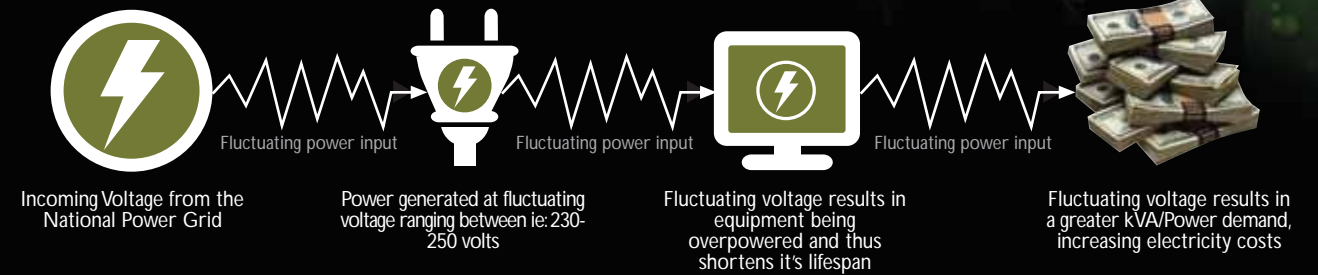 Fluctuating power input
Fluctuating power input
Fluctuating power input
Incoming Voltage from the
National Power Grid
Power generated at fluctuating
voltage ranging between ie: 230-
250 volts
Fluctuating voltage results in
equipment being
overpowered and thus
shortens it's lifespan
Fluctuating voltage results in
a greater kVA/Power demand,
increasing electricity costs